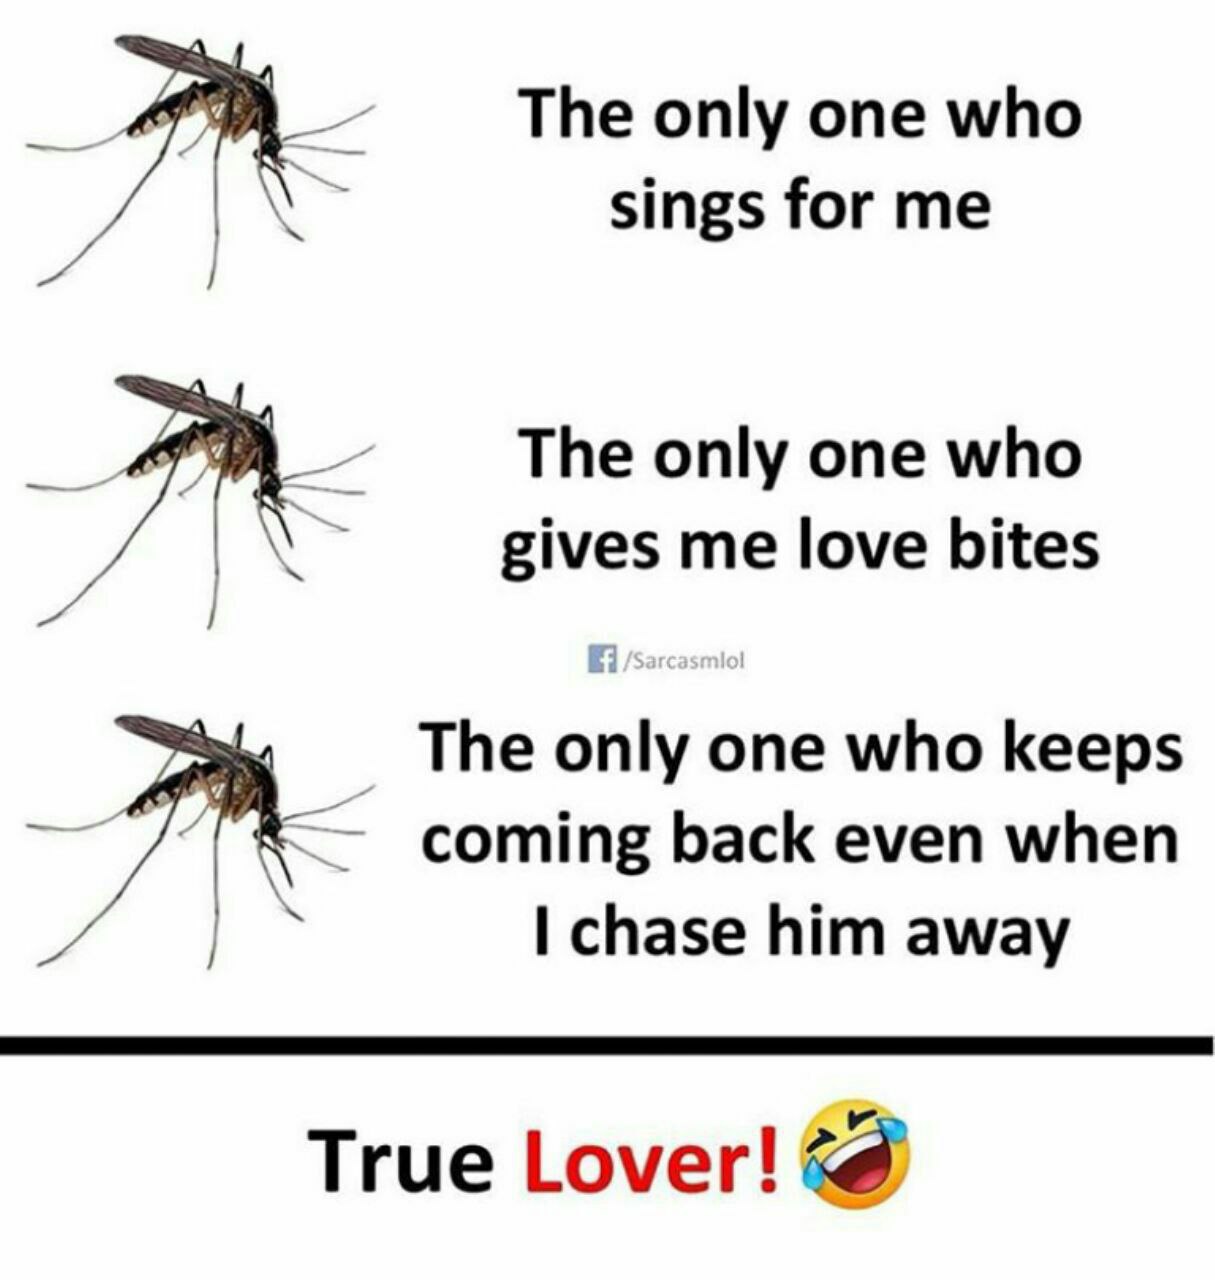 The only one who
sings for me
The only one who
gives me love bites
f/Sarcasmlol
The only one who keeps
coming back even when
I chase him away
True Lover!